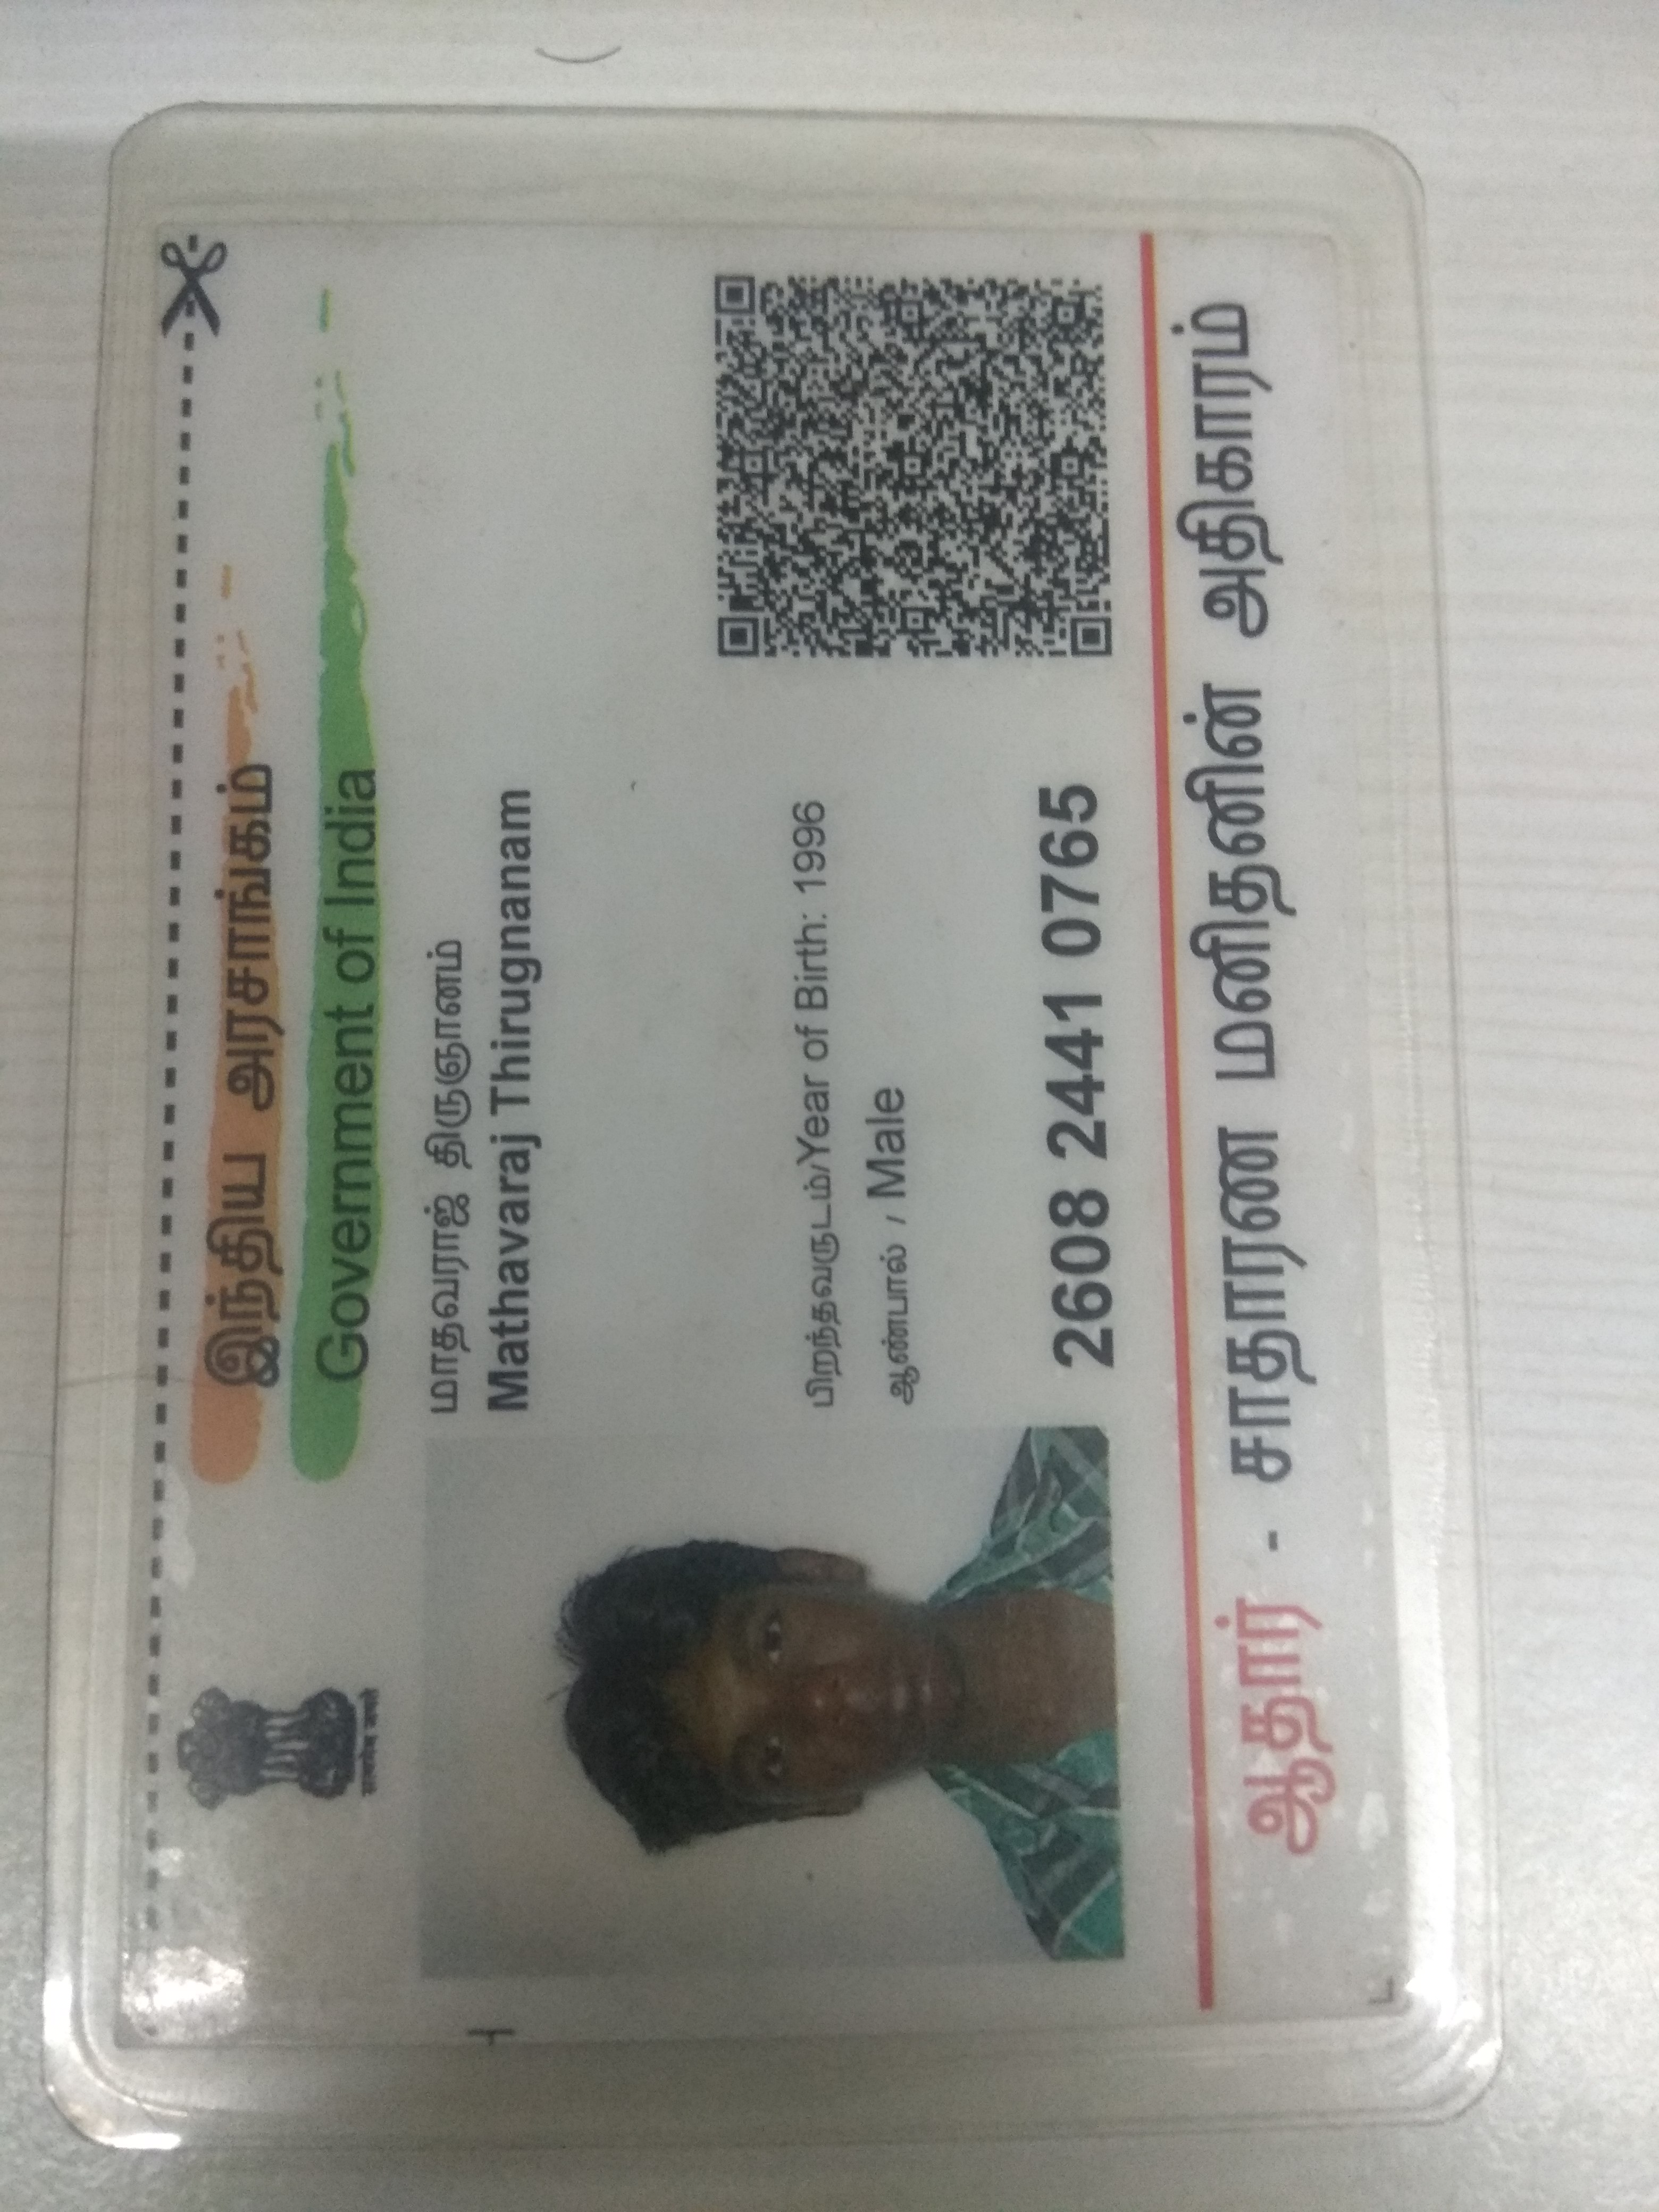 இந்திய அரசாங்கம்
Government of India
மாதவராஜ் திருஞானம்
Mathavaraj Thirugnanam
பிறந்தவருடம்/Year of Birth: 1996
ஆண்பால் / Male
2608 2441 0765
ஆதார் - சாதாரண மனிதனின் அதிகாரம்